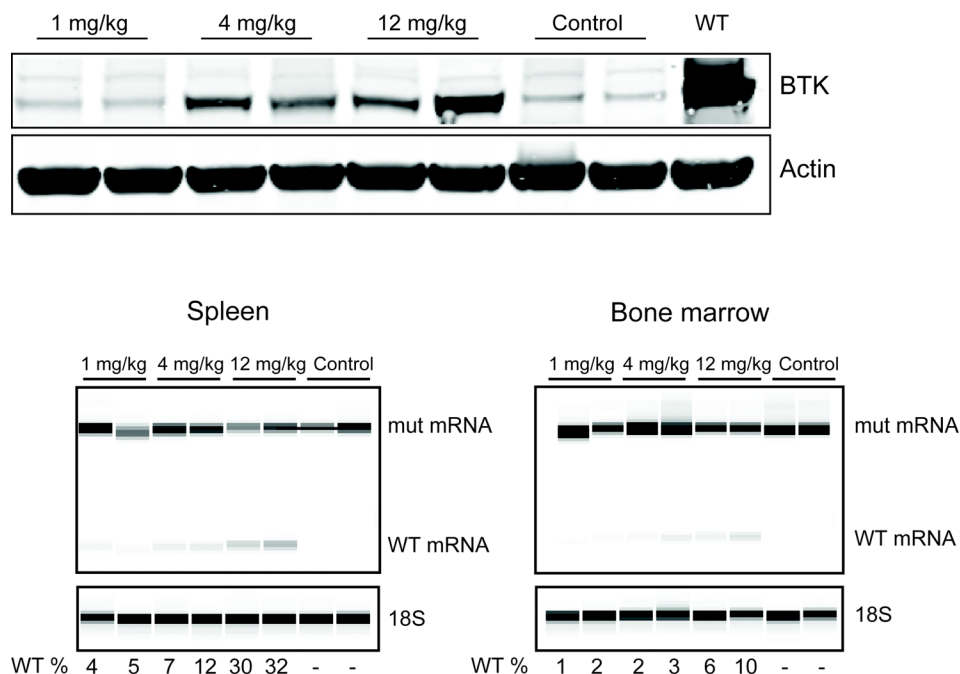 1 mg/kg 4 mg/kg 12 mg/kg Control WT
BTK
Actin
Spleen
1 mg/kg 4 mg/kg 12 mg/kg Control
mut mRNA
WT mRNA
18S
WT % 4 5 7 12 30 32 - -
Bone marrow
1 mg/kg 4 mg/kg 12 mg/kg Control
mut mRNA
WT mRNA
18S
WT % 1 2 2 3 6 10 - -